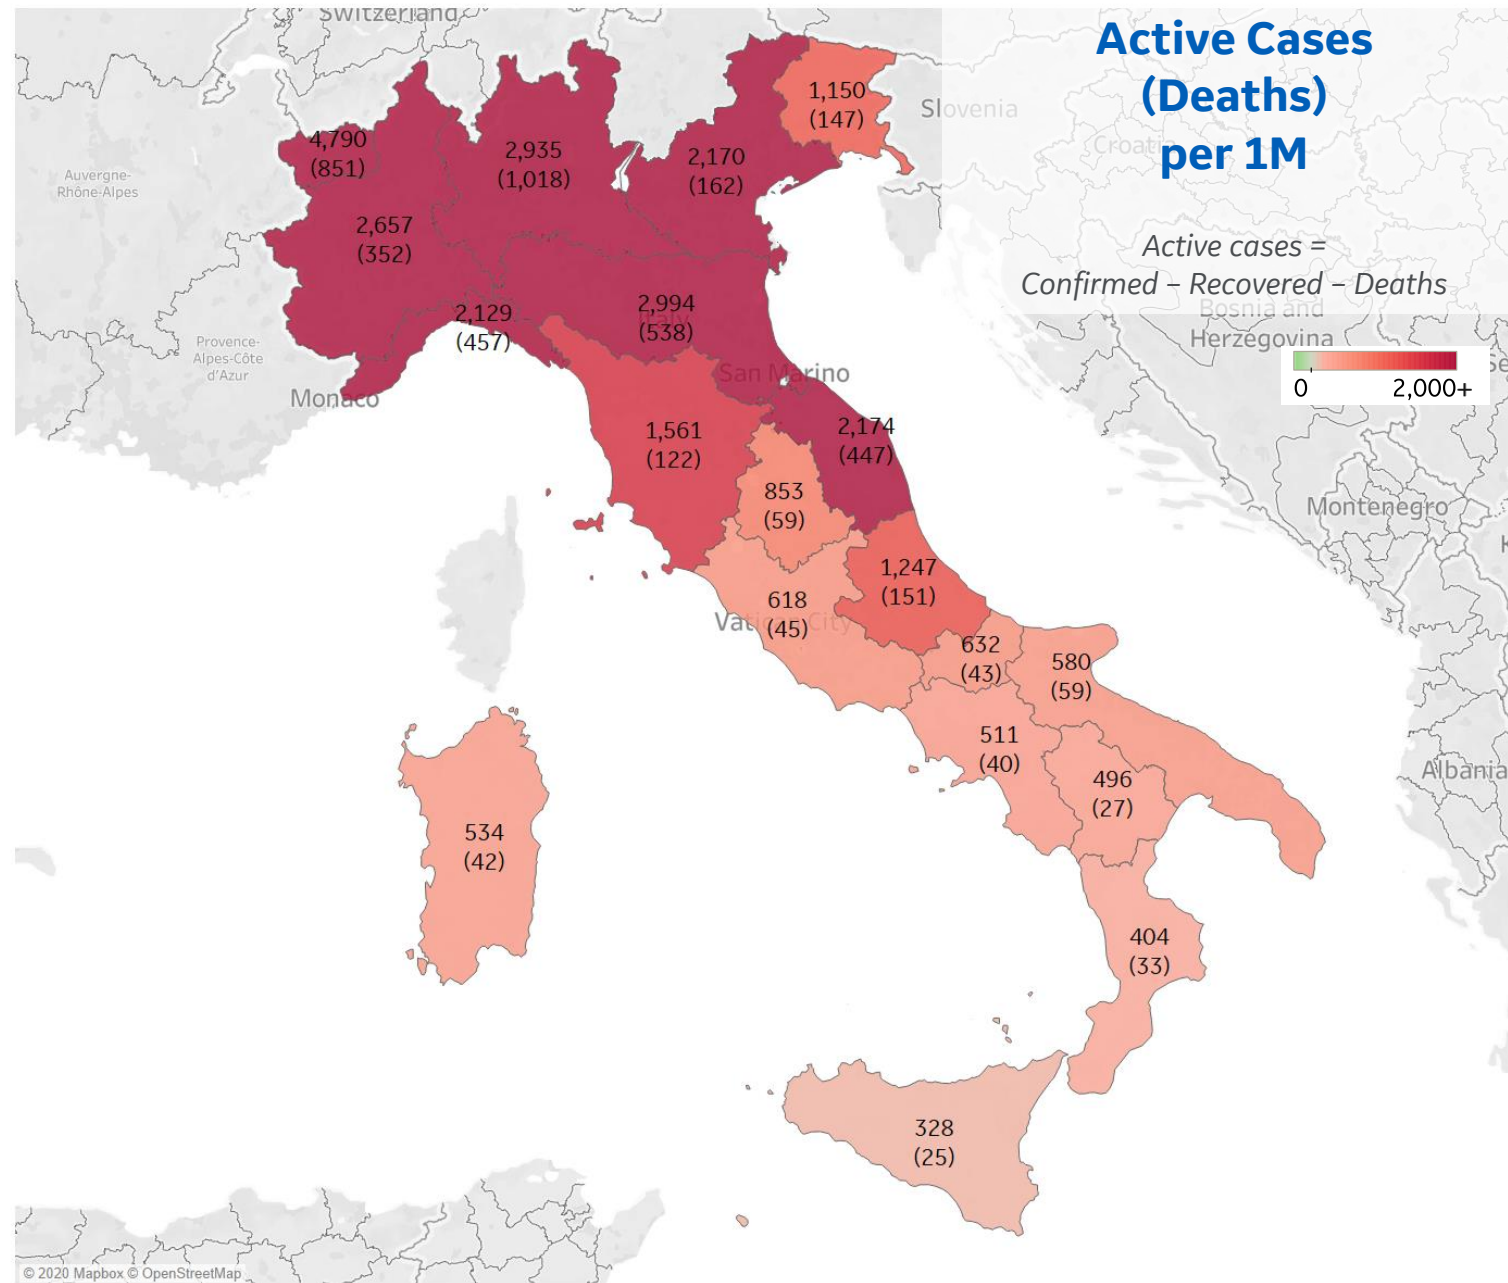 Switzerland
Active Cases
(Deaths)
per 1M
1,150
(147)
Slovenia
Croatia
4,790
(851)
2,935
(1,018)
2,170
(162)
Auvergne-
Rhône-Alpes
2,657
(352)
Active cases =
Confirmed – Recovered – Deaths
Bosnia and
Herzegovina
2,129
(457)
2,994
Italy
(538)
Provence-
Alpes-Côte
d'Azur
Monaco
San Marino
0
2,000+
2,174
(447)
1,561
(122)
853
(59)
Montenegro
1,247
(151)
618
(45)
Vatican City
632
(43)
580
(59)
511
(40)
496
(27)
Albania
534
(42)
404
(33)
328
(25)
© 2020 Mapbox © OpenStreetMap